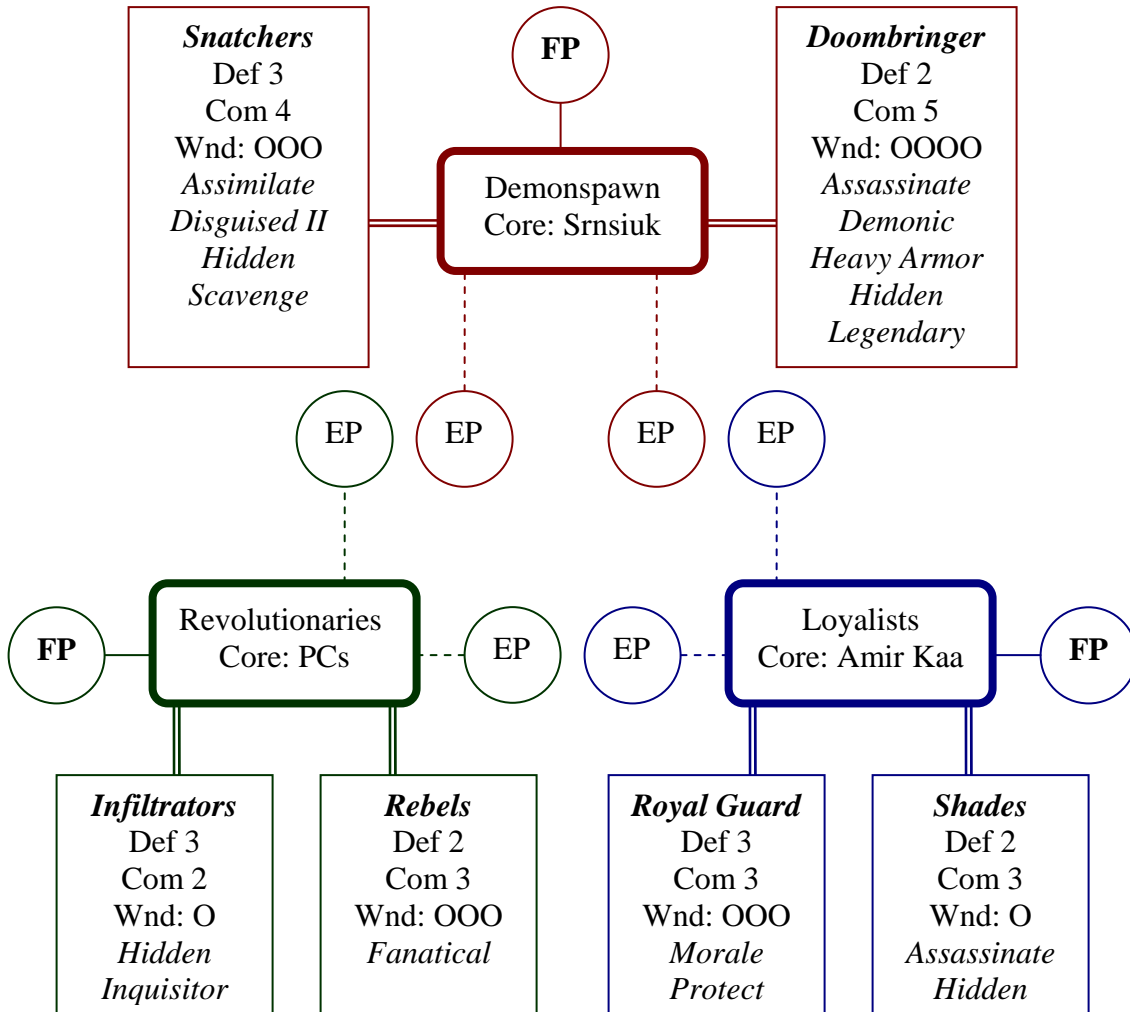 Snatchers
Def 3
Com 4
Wnd: OOO
Assimilate
Disguised II
Hidden
Scavenge
FP
Doombringer
Def 2
Com 5
Wnd: OOOO
Assassinate
Demonic
Heavy Armor
Hidden
Legendary
Demonspawn
Core: Srnsiuk
EP
EP
EP
EP
FP
Revolutionaries
Core: PCs
EP
EP
Loyalists
Core: Amir Kaa
FP
Infiltrators
Def 3
Com 2
Wnd: O
Hidden
Inquisitor
Rebels
Def 2
Com 3
Wnd: OOO
Fanatical
Royal Guard
Def 3
Com 3
Wnd: OOO
Morale
Protect
Shades
Def 2
Com 3
Wnd: O
Assassinate
Hidden